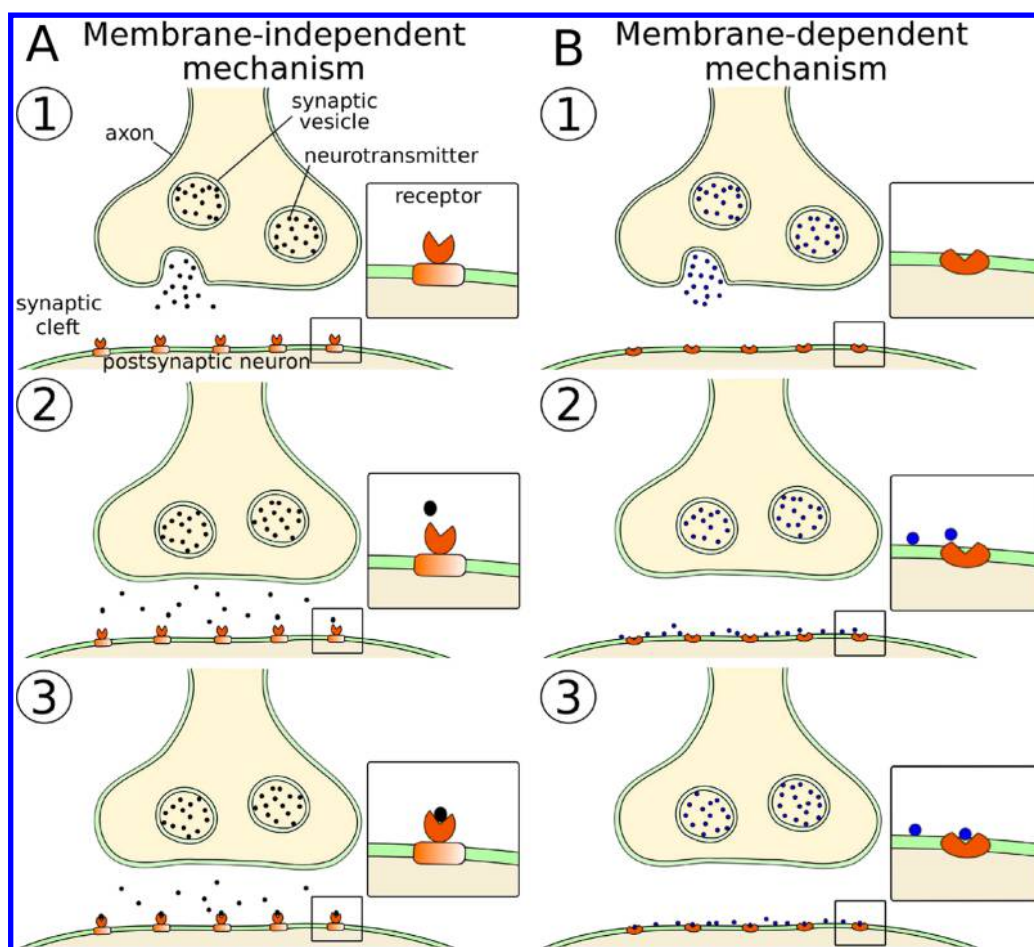 A
Membrane-independent
mechanism
1
synaptic
vesicle
axon
neurotransmitter
receptor
synaptic
cleft
postsynaptic neuron
2
3
B
Membrane-dependent
mechanism
1
2
3